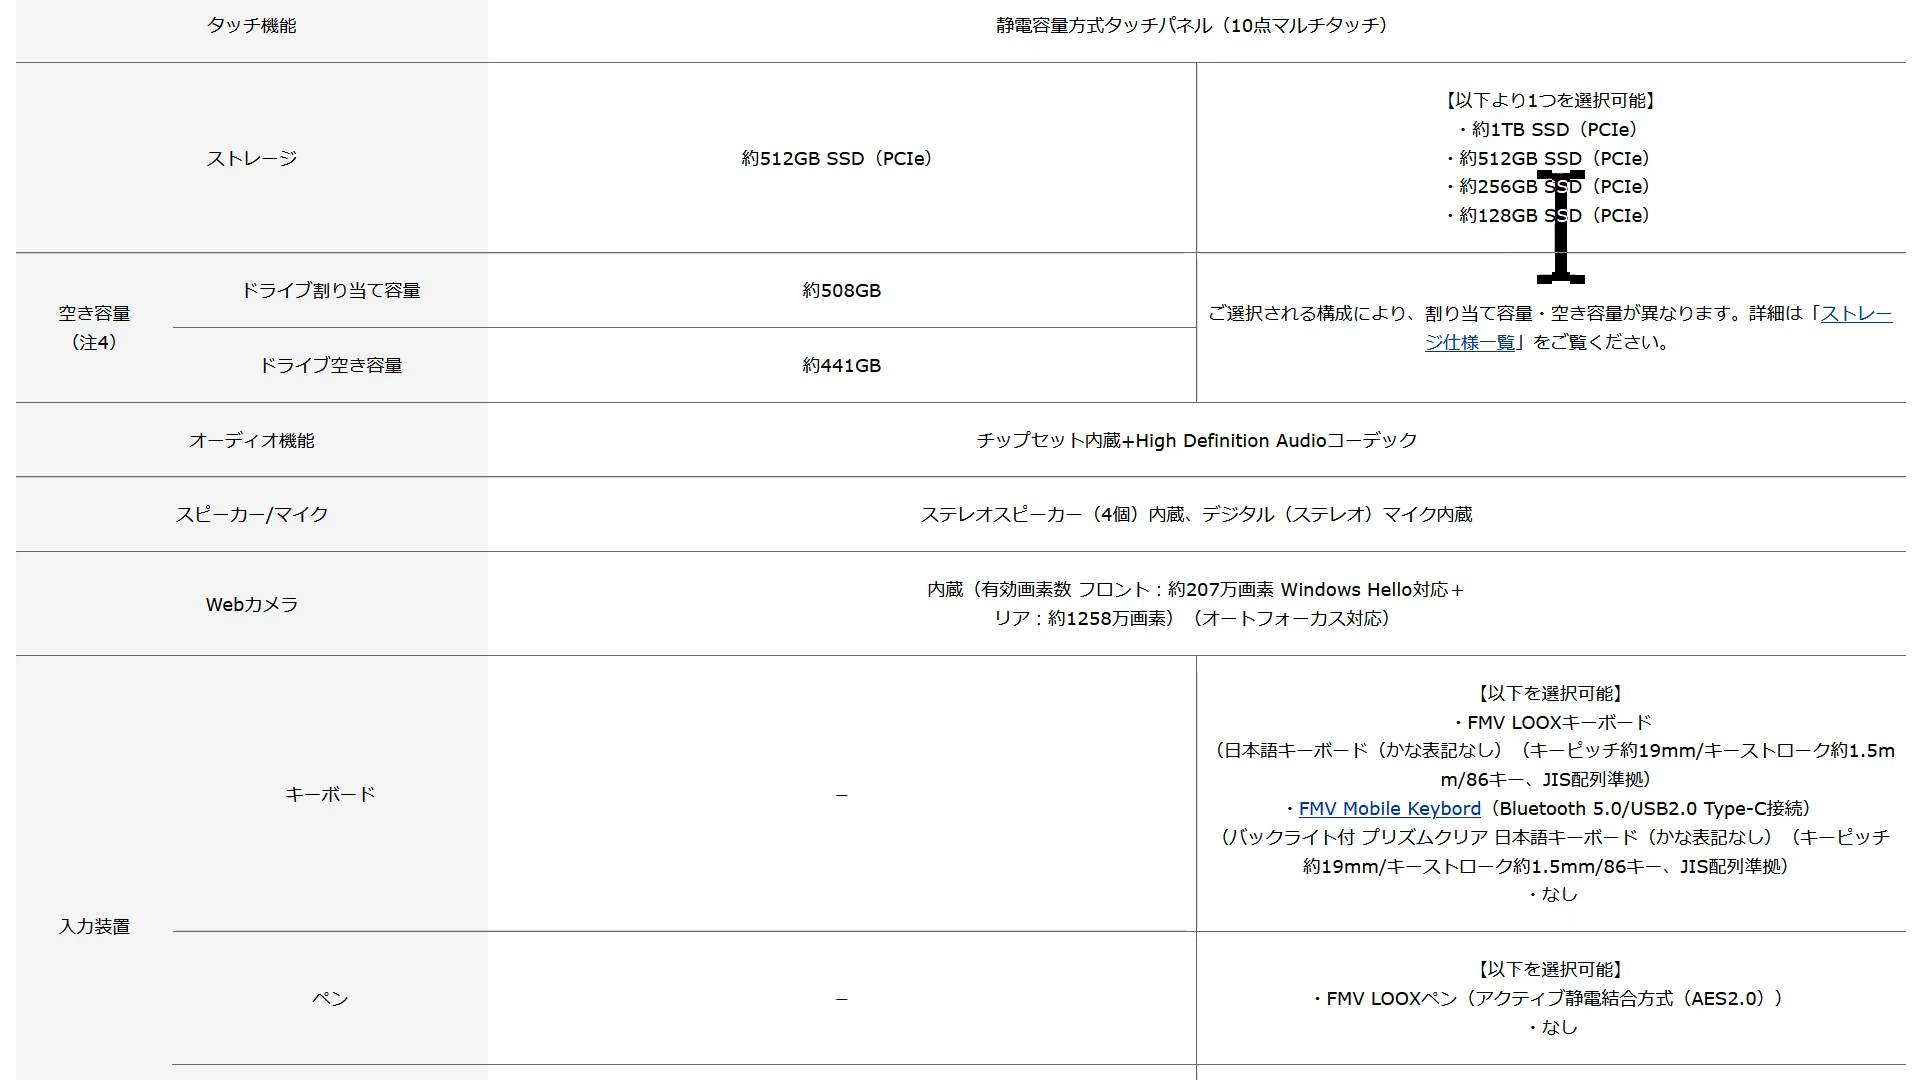 タッチ機能
静電容量方式タッチパネル（10点マルチタッチ）
ストレージ
約512GB SSD（PCIe）
【以下より1つを選択可能】
・約1TB SSD（PCIe）
・約512GB SSD（PCIe）
・約256GB SSD（PCIe）
・約128GB SSD（PCIe）
空き容量
（注4）
ドライブ割り当て容量
約508GB
ドライブ空き容量
約441GB
ご選択される構成により、割り当て容量・空き容量が異なります。詳細は「ストレー
ジ仕様一覧」をご覧ください。
オーディオ機能
チップセット内蔵+High Definition Audioコーデック
スピーカー/マイク
ステレオスピーカー（4個）内蔵、デジタル（ステレオ）マイク内蔵
Webカメラ
内蔵（有効画素数 フロント：約207万画素 Windows Hello対応＋
リア：約1258万画素）（オートフォーカス対応）
入力装置
キーボード
－
【以下を選択可能】
・FMV LOOXキーボード
（日本語キーボード（かな表記なし）（キーピッチ約19mm/キーストローク約1.5m
m/86キー、JIS配列準拠）
・FMV Mobile Keybord（Bluetooth 5.0/USB2.0 Type-C接続）
（バックライト付 プリズムクリア 日本語キーボード（かな表記なし）（キーピッチ
約19mm/キーストローク約1.5mm/86キー、JIS配列準拠）
・なし
ペン
－
【以下を選択可能】
・FMV LOOXペン（アクティブ静電結合方式（AES2.0））
・なし